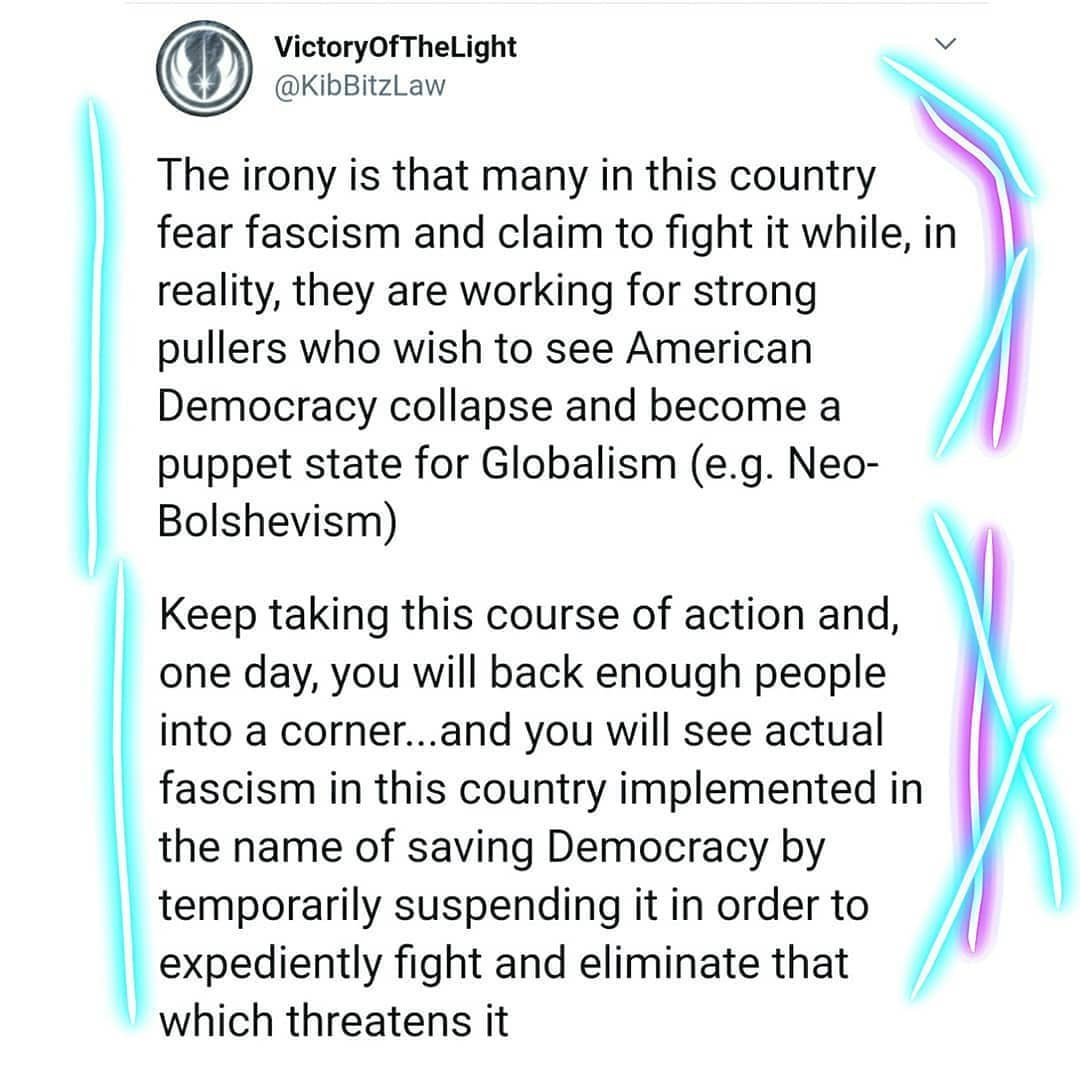 VictoryOfTheLight
@KibBitzLaw
The irony is that many in this country
fear fascism and claim to fight it while, in
reality, they are working for strong
pullers who wish to see American
Democracy collapse and become a
puppet state for Globalism (e.g. Neo-
Bolshevism)
Keep taking this course of action and,
one day, you will back enough people
into a corner...and you will see actual
fascism in this country implemented in
the name of saving Democracy by
temporarily suspending it in order to
expediently fight and eliminate that
which threatens it